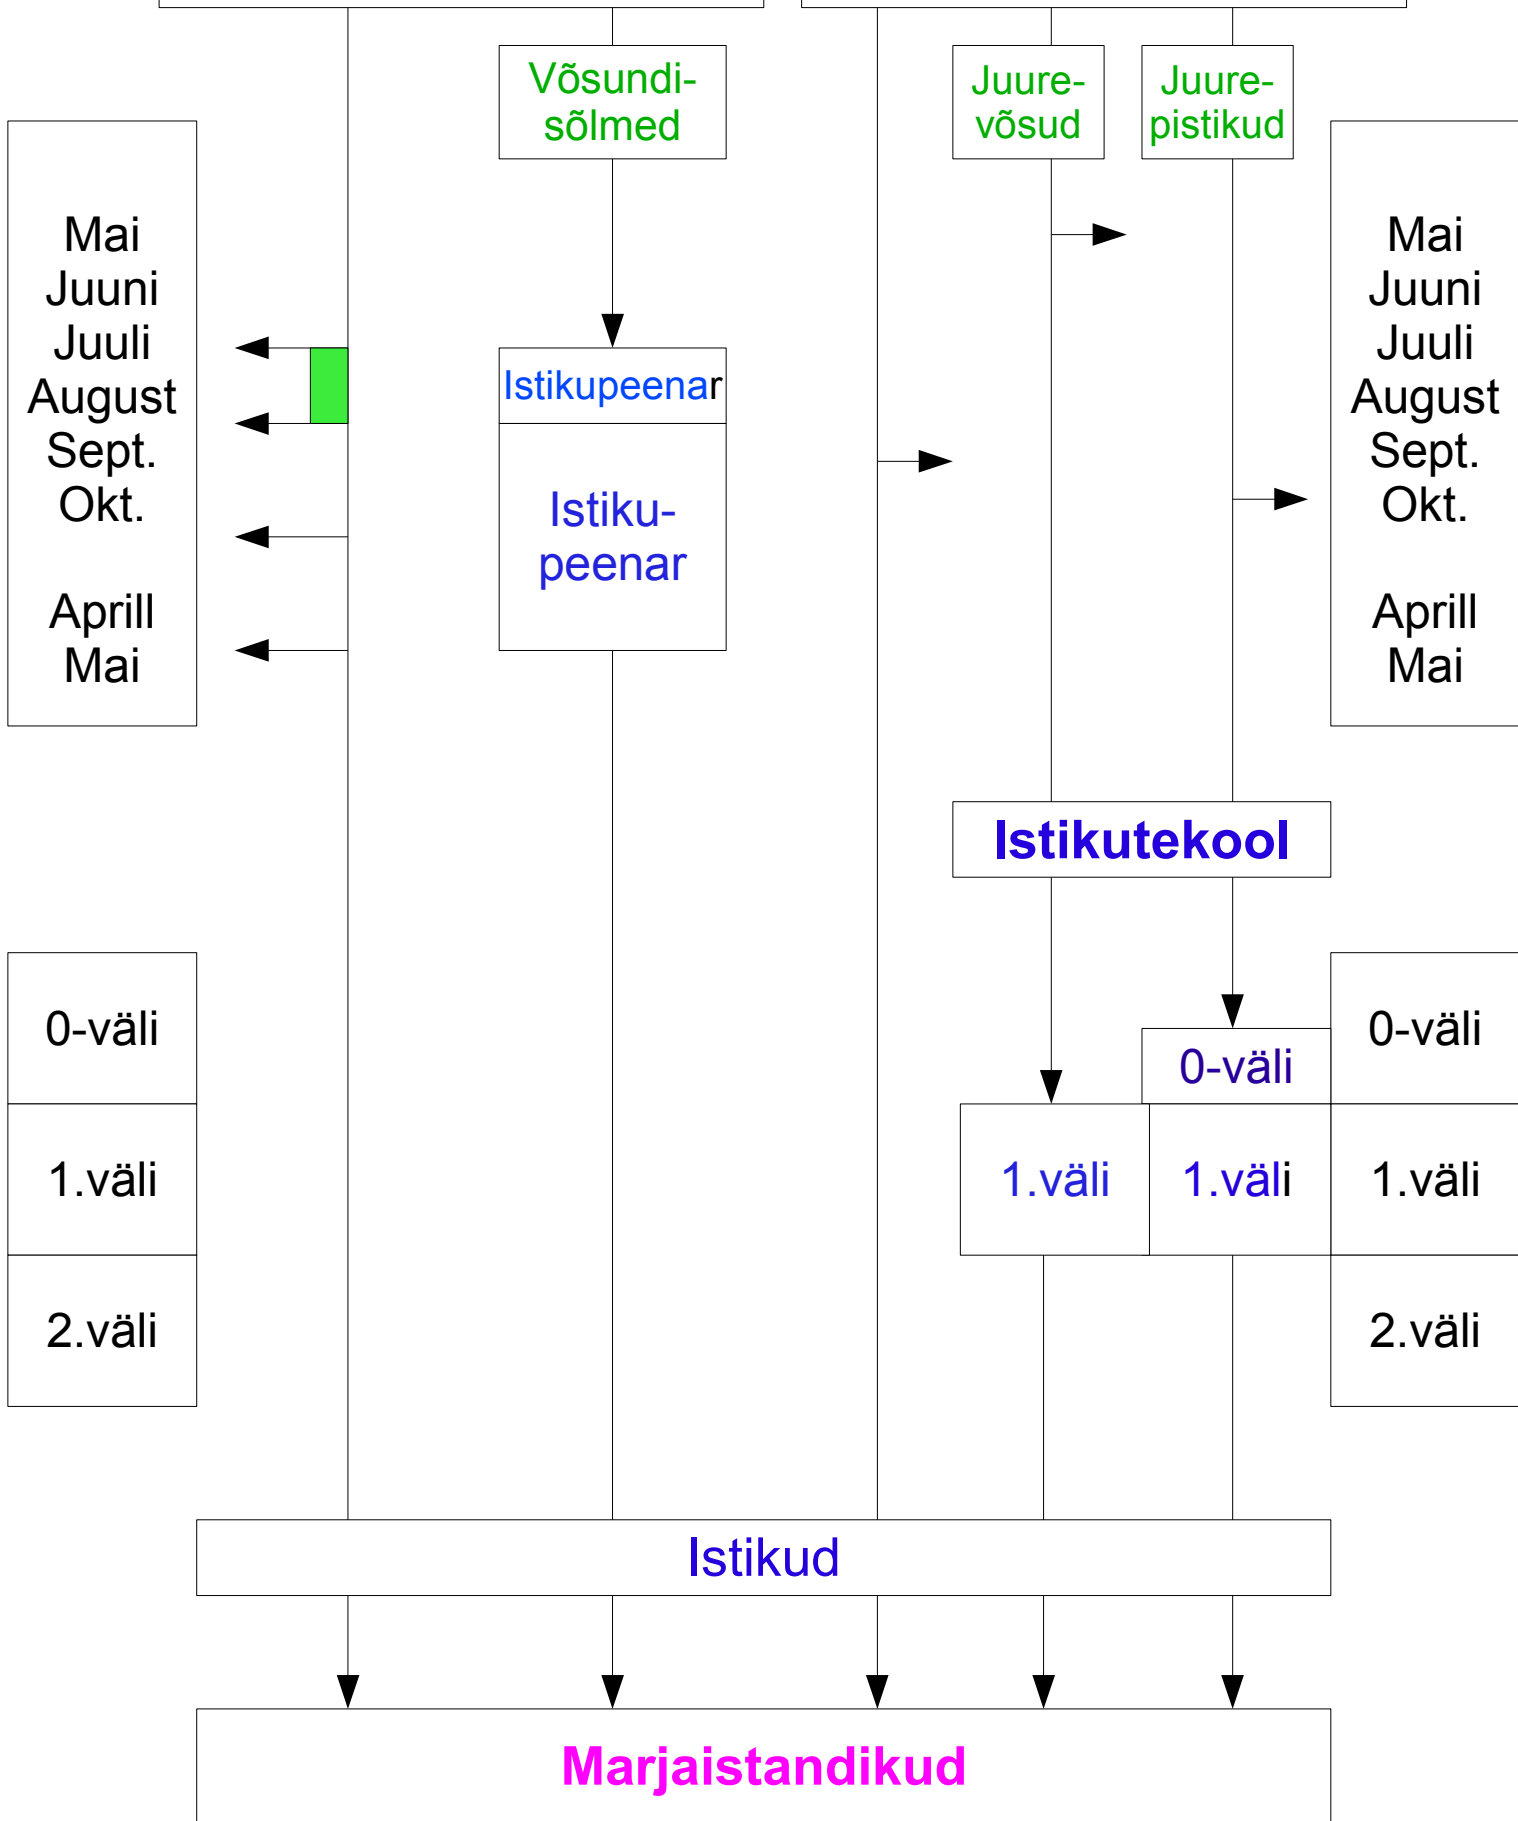 Võsundi-
sõlmed
Juure-
võsud
Juure-
pistikud
Mai
Juuni
Juuli
August
Sept.
Okt.
Aprill
Mai
Istikupeenar
Istiku-
peenar
Mai
Juuni
Juuli
August
Sept.
Okt.
Aprill
Mai
Istikutekool
0-väli
1.väli
2.väli
0-väli
1.väli
1.väli
0-väli
1.väli
2.väli
Istikud
Marjaistandikud